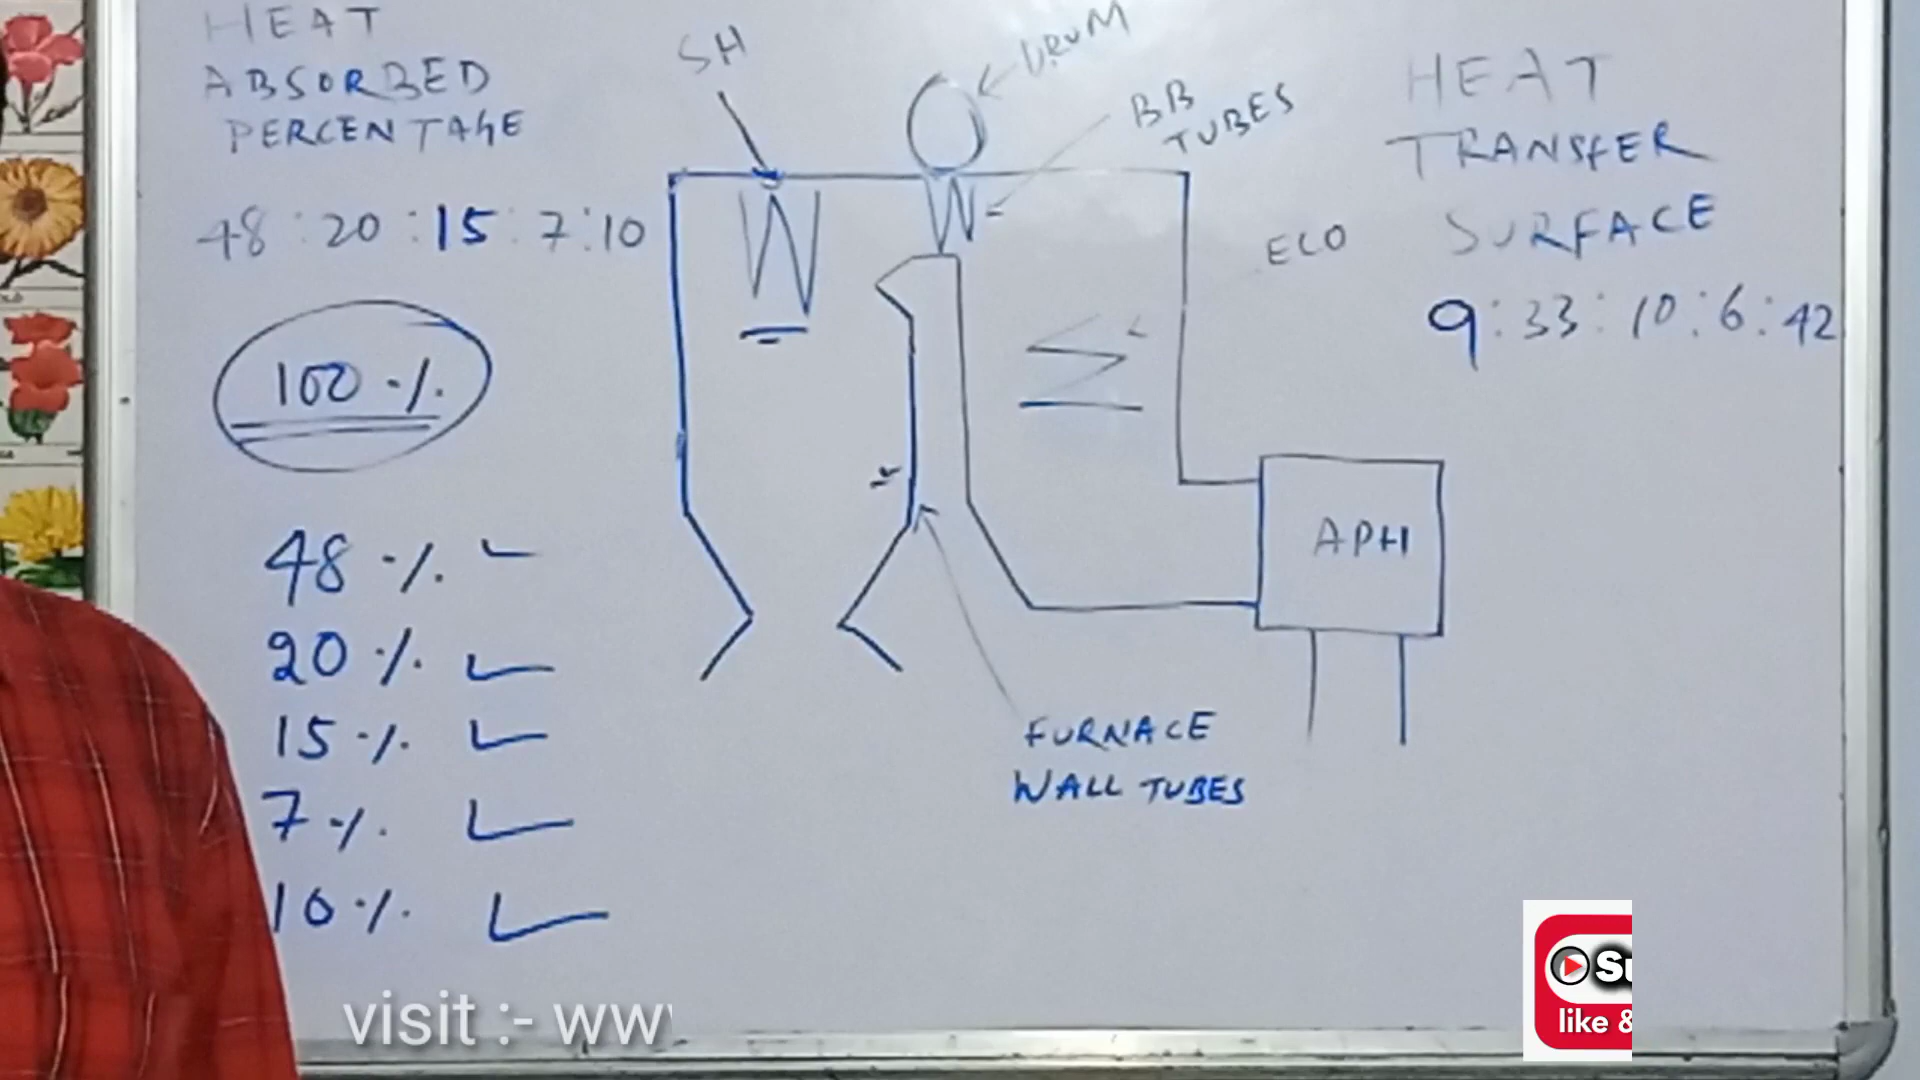 HEAT
ABSORBED
PERCENTAGE
48:20:15:7:10
100%
48%
20%
15%
7%
10%
SH
DRUM
BB
TUBES
ECO
APH
FURNACE
WALL TUBES
HEAT
TRANSFER
SURFACE
9:33:10:6:42
visit :- ww
like &